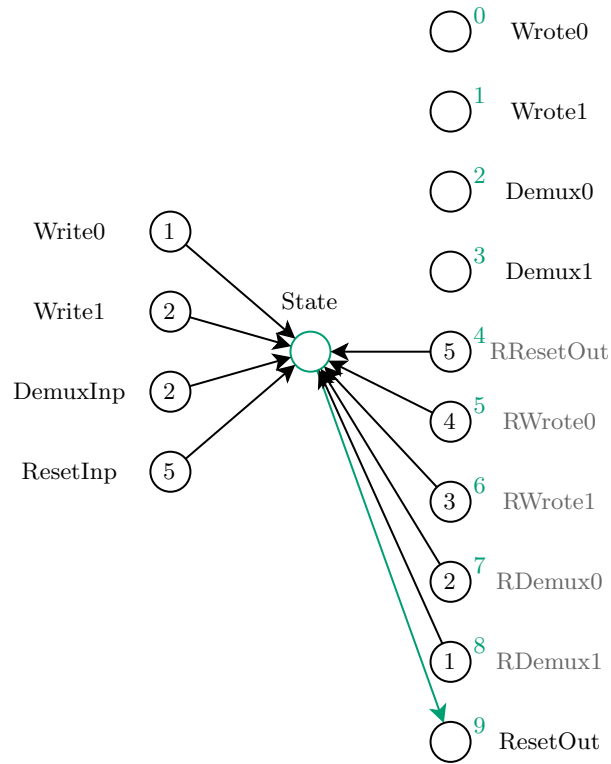 0
Wrote0
1
Wrote1
2
Demux0
Write0
1
3
Demux1
State
Write1
2
4
5
RResetOut
DemuxInp
2
5
4
RWrote0
ResetInp
5
6
3
RWrote1
7
2
RDemux0
8
1
RDemux1
9
ResetOut